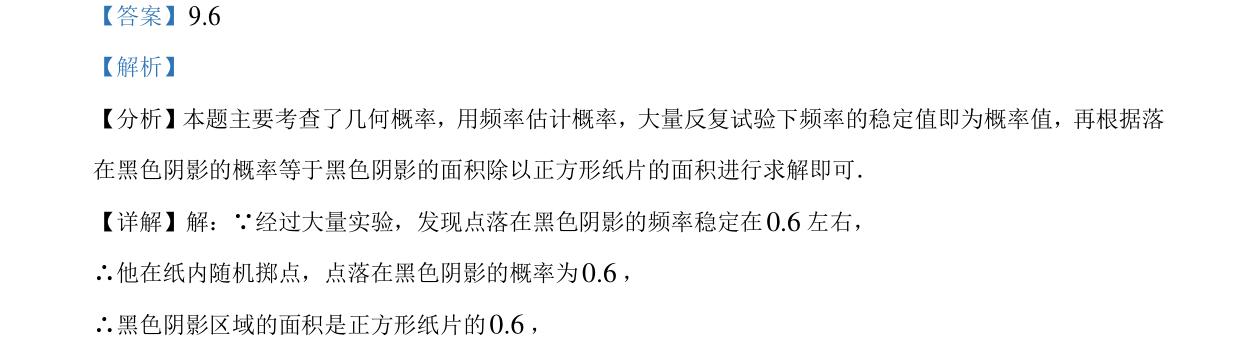 【答案】9.6
【解析】
【分析】本题主要考查了几何概率，用频率估计概率，大量反复试验下频率的稳定值即为概率值，再根据落
在黑色阴影的概率等于黑色阴影的面积除以正方形纸片的面积进行求解即可．
【详解】解：∵经过大量实验，发现点落在黑色阴影的频率稳定在0.6左右，
∴他在纸内随机掷点，点落在黑色阴影的概率为0.6，
∴黑色阴影区域的面积是正方形纸片的0.6，